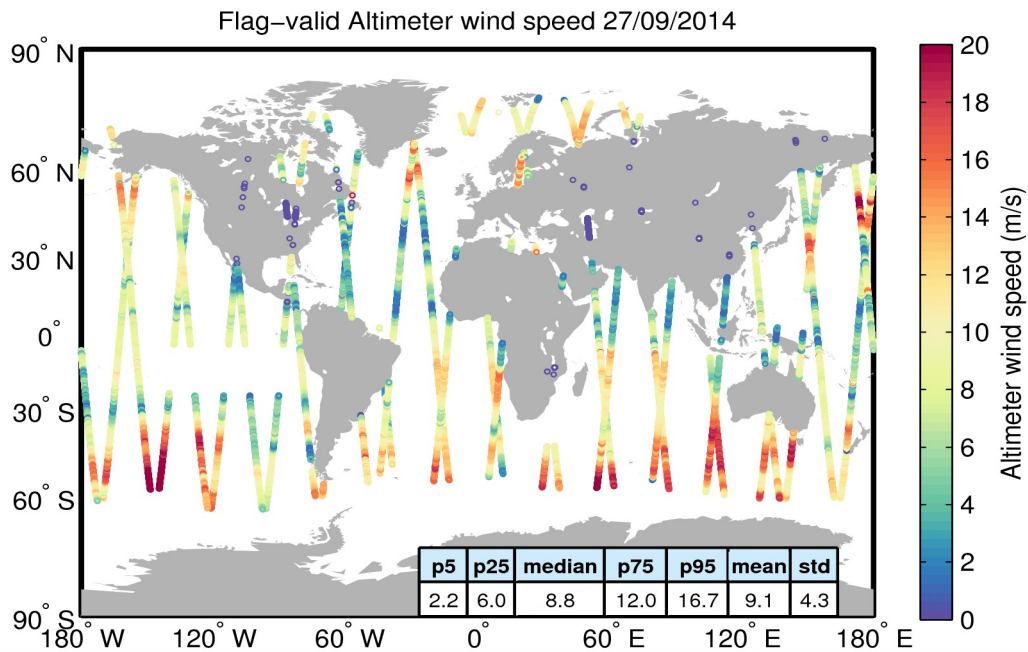 Flag−valid Altimeter wind speed 27/09/2014
90° N
60° N
30° N
0°
30° S
60° S
90° S
180° W 120° W 60° W 0° 60° E 120° E 180° E
p5 p25 median p75 p95 mean std
2.2 6.0 8.8 12.0 16.7 9.1 4.3
20
18
16
14
12
10
8
6
4
2
0
Altimeter wind speed (m/s)